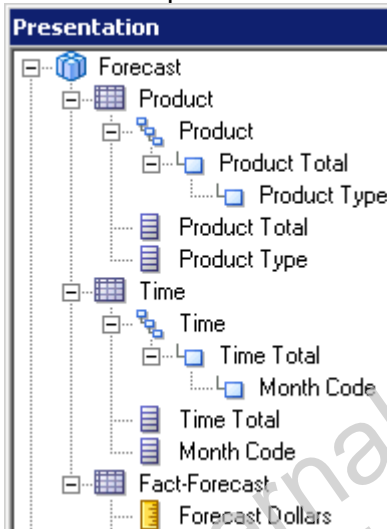 Presentation
Forecast
Product
Product
Product Total
Product Type
Product Total
Product Type
Time
Time
Time Total
Month Code
Time Total
Month Code
Fact-Forecast
Forecast Dollars